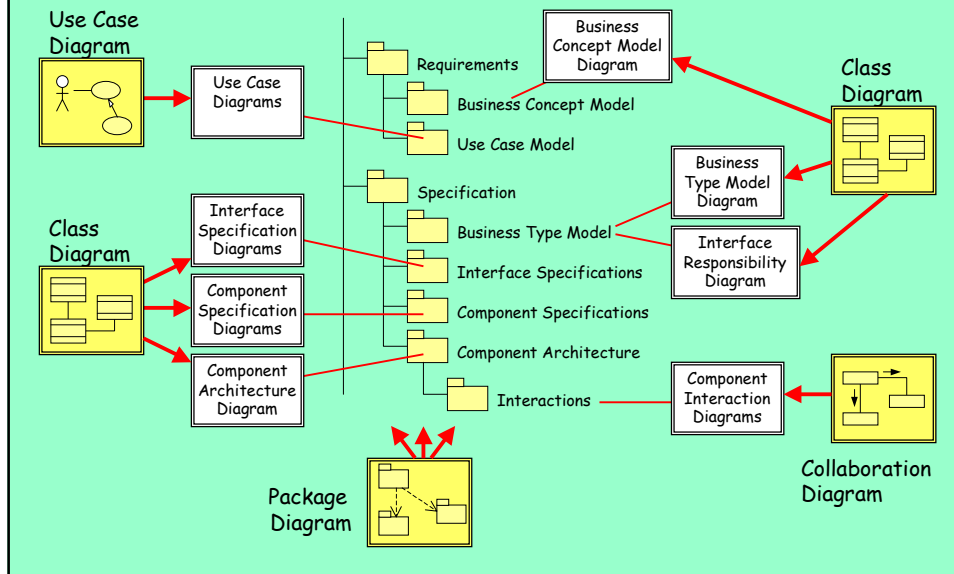 Use Case
Diagram
Use Case
Diagrams
Requirements
Business Concept Model
Use Case Model
Business
Concept Model
Diagram
Class
Diagram
Specification
Business Type Model
Interface Specifications
Component Specifications
Component Architecture
Interactions
Business
Type Model
Diagram
Interface
Responsibility
Diagram
Class
Diagram
Interface
Specification
Diagrams
Component
Specification
Diagrams
Component
Architecture
Diagram
Component
Interaction
Diagrams
Collaboration
Diagram
Package
Diagram